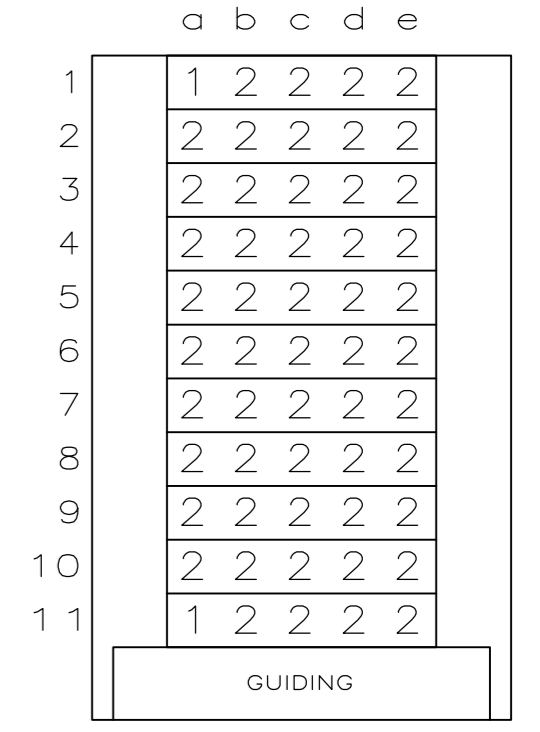 a b c d e
1 1 2 2 2 2
2 2 2 2 2 2
3 2 2 2 2 2
4 2 2 2 2 2
5 2 2 2 2 2
6 2 2 2 2 2
7 2 2 2 2 2
8 2 2 2 2 2
9 2 2 2 2 2
10 2 2 2 2 2
11 1 2 2 2 2
GUIDING